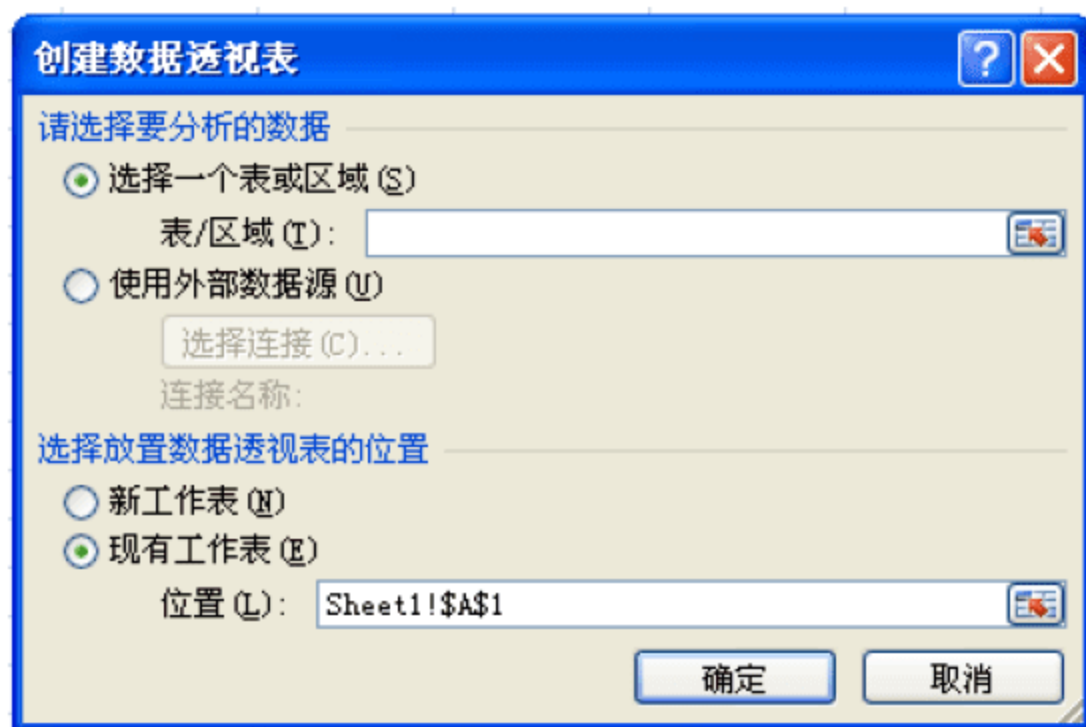 创建数据透视表
请选择要分析的数据
选择一个表或区域(S)
表/区域(T):
使用外部数据源(U)
选择连接(C)...
连接名称:
选择放置数据透视表的位置
新工作表(N)
现有工作表(E)
位置(L): Sheet1!$A$1
确定 取消